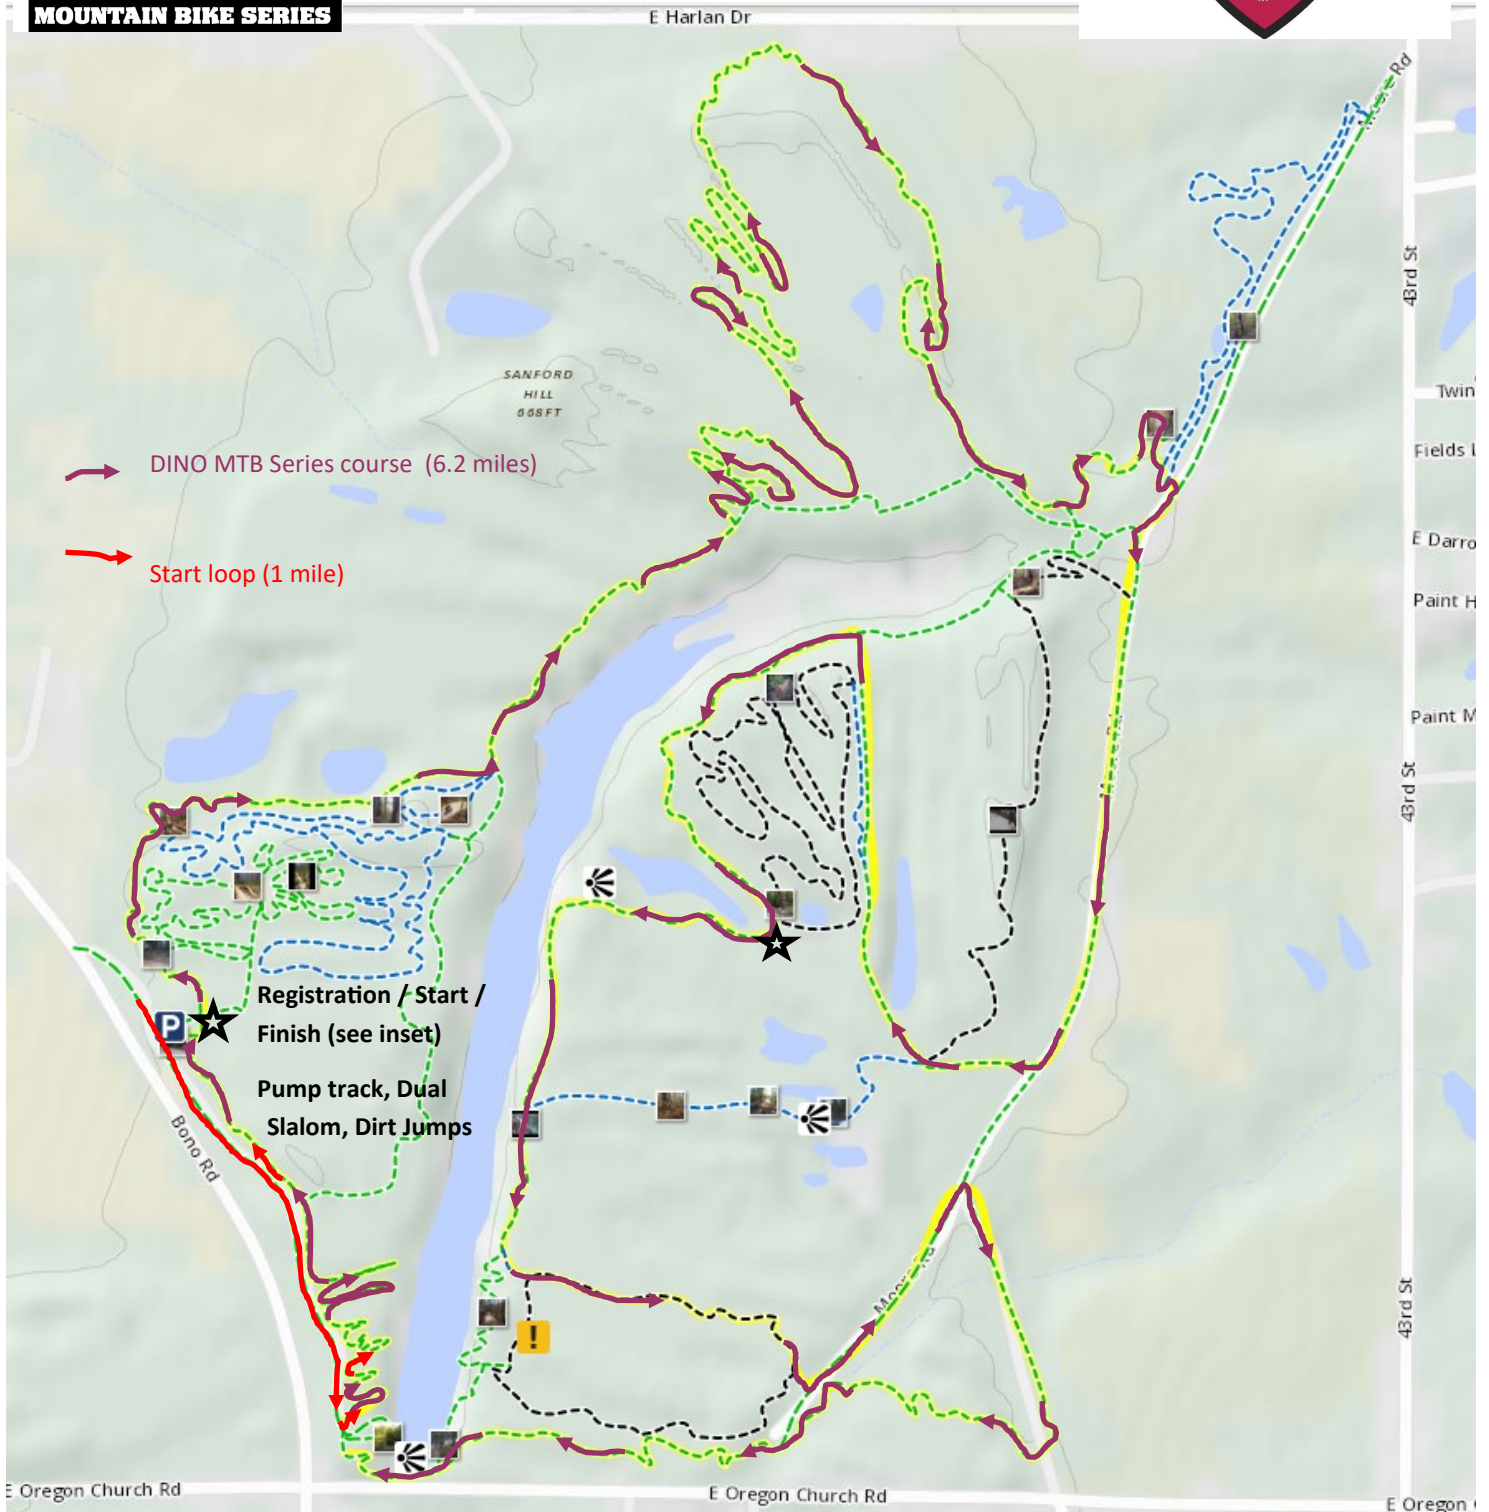 MOUNTAIN BIKE SERIES
E Harlan Dr
Moore Rd
43rd St
SANFORD
HILL
668FT
Twin
Fields L
DINO MTB Series course (6.2 miles)
E Darro
Start loop (1 mile)
Paint H
Paint M
43rd St
Registration / Start /
Finish (see inset)
P
Pump track, Dual
Slalom, Dirt Jumps
Bono Rd
43rd St
!
E Oregon Church Rd
E Oregon Church Rd
E Oregon